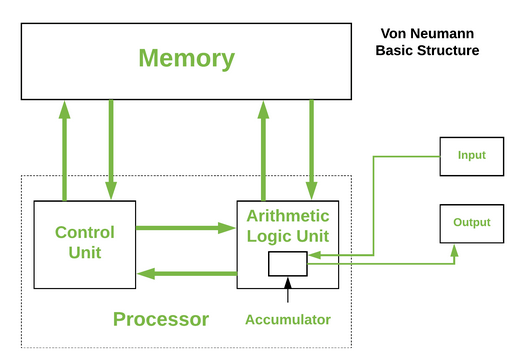 Von Neumann
Basic Structure
Memory
Input
Output
Control
Unit
Arithmetic
Logic Unit
Processor
Accumulator